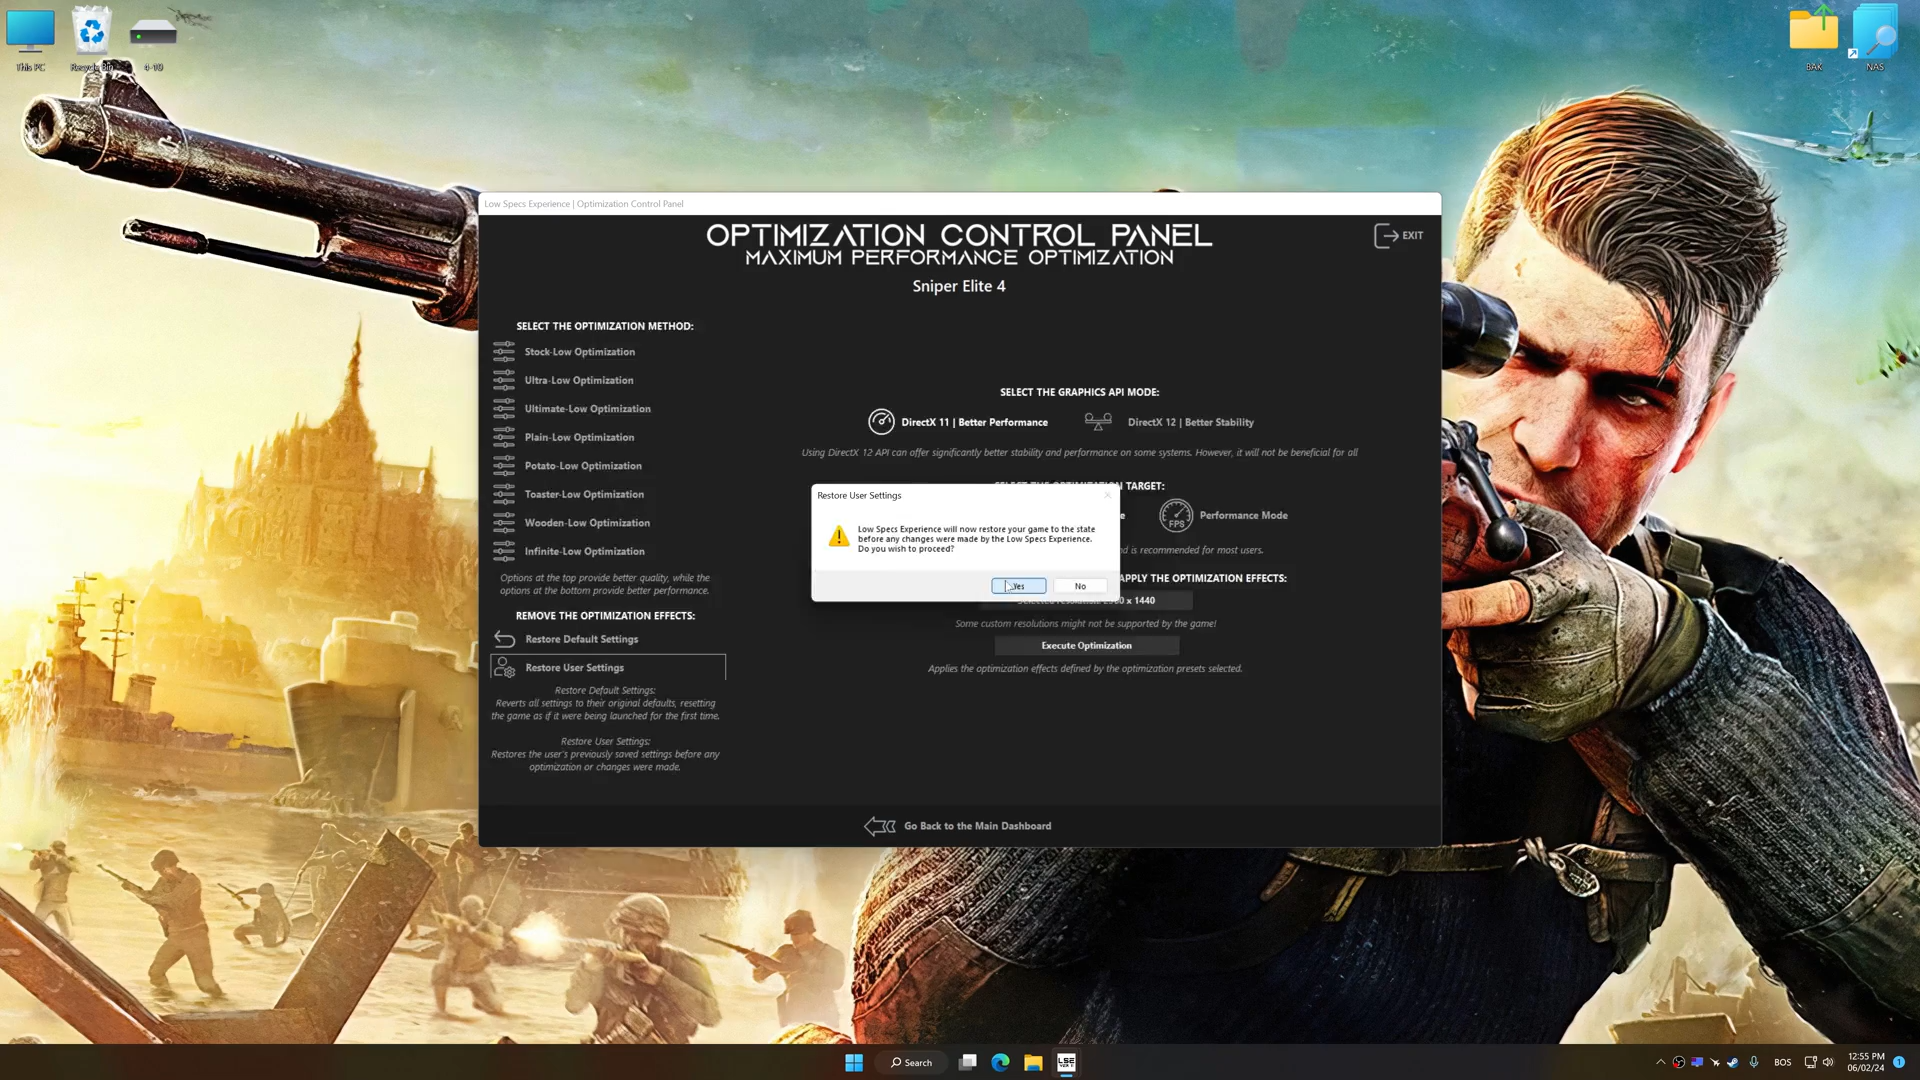 This PC
Recycle Bin
4-10
BAK
NAS
Low Specs Experience | Optimization Control Panel
OPTIMIZATION CONTROL PANEL
MAXIMUM PERFORMANCE OPTIMIZATION
EXIT
Sniper Elite 4
SELECT THE OPTIMIZATION METHOD:
Stock-Low Optimization
Ultra-Low Optimization
Ultimate-Low Optimization
Plain-Low Optimization
Potato-Low Optimization
Toaster-Low Optimization
Wooden-Low Optimization
Infinite-Low Optimization
Options at the top provide better quality, while the
options at the bottom provide better performance.
REMOVE THE OPTIMIZATION EFFECTS:
Restore Default Settings
Restore User Settings
Restore Default Settings:
Reverts all settings to their original defaults, resetting
the game as if it were being launched for the first time.
Restore User Settings:
Restores the user's previously saved settings before any
optimization or changes were made.
SELECT THE GRAPHICS API MODE:
DirectX 11 | Better Performance
DirectX 12 | Better Stability
Using DirectX 12 API can offer significantly better stability and performance on some systems. However, it will not be beneficial for all
TARGET:
FPS
Performance Mode
is recommended for most users.
APPLY THE OPTIMIZATION EFFECTS:
x 1440
Some custom resolutions might not be supported by the game!
Execute Optimization
Applies the optimization effects defined by the optimization presets selected.
Restore User Settings
Low Specs Experience will now restore your game to the state
before any changes were made by the Low Specs Experience.
Do you wish to proceed?
Yes
No
Go Back to the Main Dashboard
Search
LSE
BOS
12:55 PM
06/02/24
1